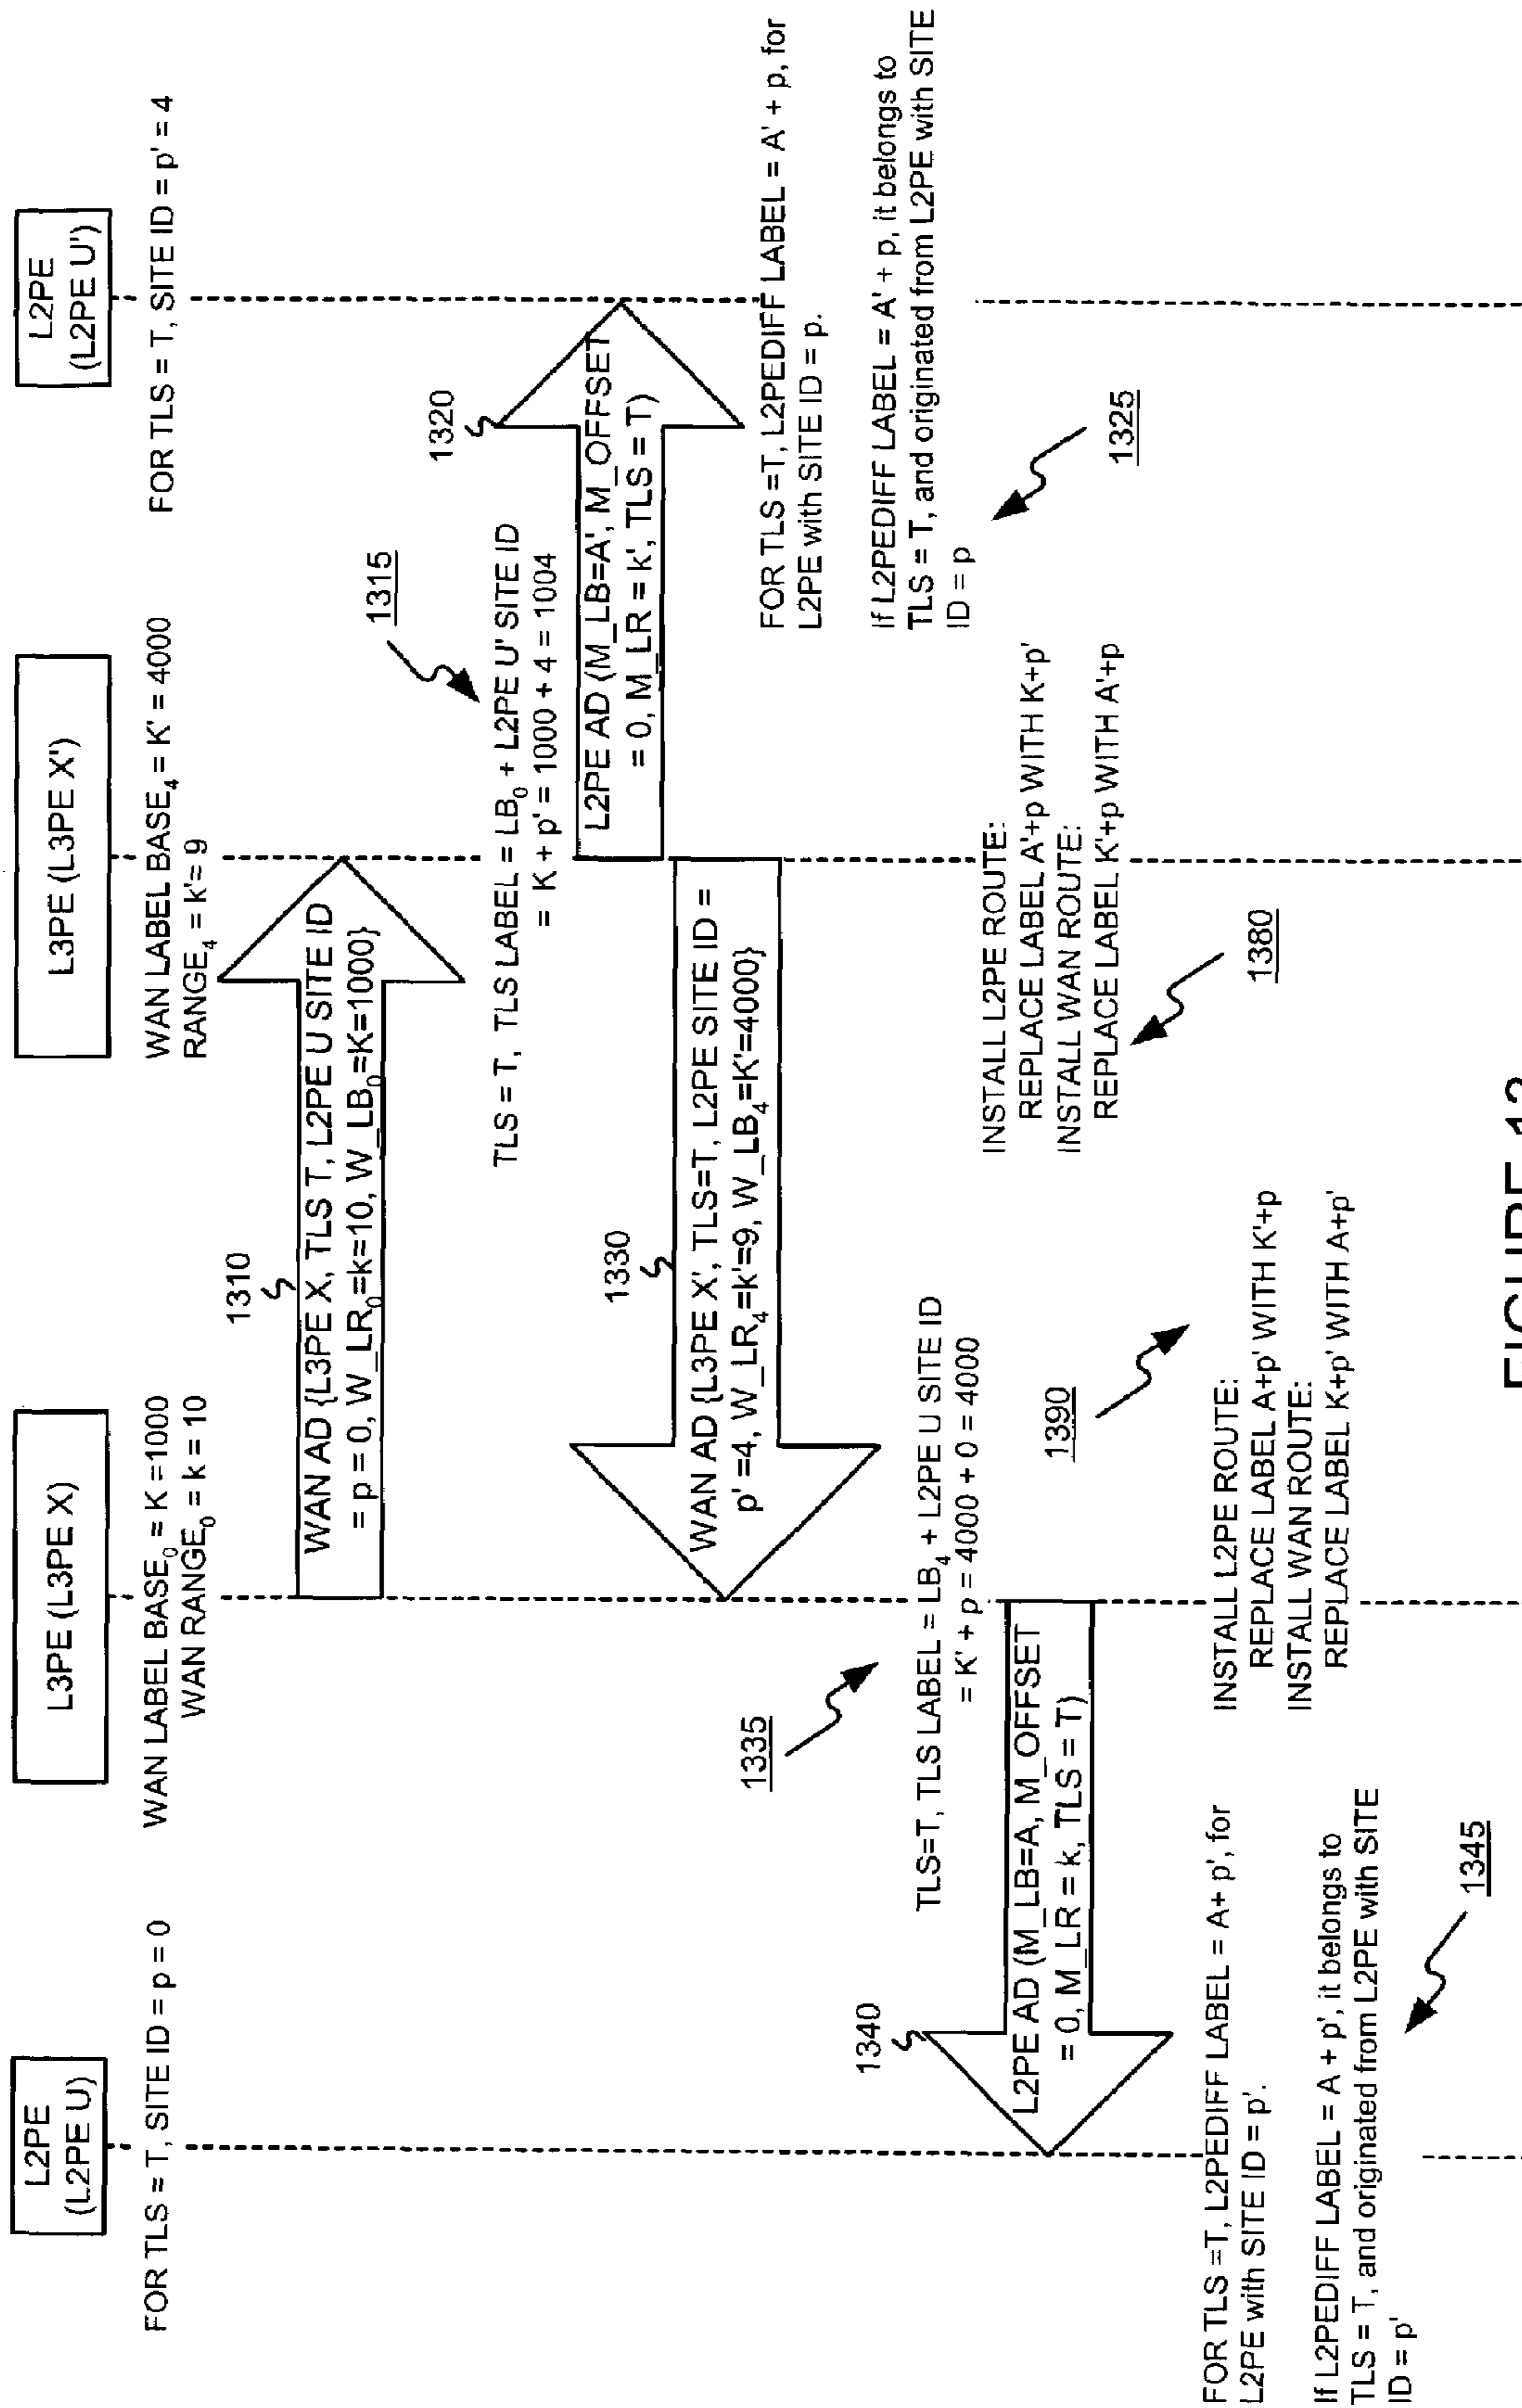 L2PE
(L2PE U)
L3PE (L3PE X)
L3PE (L3PE X')
L2PE
(L2PE U')
FOR TLS = T, SITE ID = p = 0
WAN LABEL BASE₀ = K =1000
WAN RANGE₀ = k = 10
WAN LABEL BASE₄ = K' = 4000
RANGE₄ = k'= 9
FOR TLS = T, SITE ID = p' = 4
1310
WAN AD {L3PE X, TLS T, L2PE U SITE ID
= p = 0, W_LR₀=k=10, W_LB₀=K=1000}
1315
TLS = T, TLS LABEL = LB₀ + L2PE U' SITE ID
= K + p' = 1000 + 4 = 1004
1320
L2PE AD (M_LB=A', M_OFFSET
= 0, M_LR = k', TLS = T)
1330
WAN AD {L3PE X', TLS=T, L2PE SITE ID =
p' =4, W_LR₄=k'=9, W_LB₄=K'=4000}
FOR TLS =T, L2PEDIFF LABEL = A' + p, for
L2PE with SITE ID = p.
If L2PEDIFF LABEL = A' + p, it belongs to
TLS = T, and originated from L2PE with SITE
ID = p
1325
1335
TLS=T, TLS LABEL = LB₄ + L2PE U SITE ID
= K' + p = 4000 + 0 = 4000
1340
L2PE AD (M_LB=A, M_OFFSET
= 0, M_LR = k, TLS = T)
INSTALL L2PE ROUTE:
REPLACE LABEL A'+p WITH K+p'
INSTALL WAN ROUTE:
REPLACE LABEL K'+p WITH A'+p
1380
1390
INSTALL L2PE ROUTE:
REPLACE LABEL A+p' WITH K'+p
INSTALL WAN ROUTE:
REPLACE LABEL K+p' WITH A+p'
FOR TLS =T, L2PEDIFF LABEL = A+ p', for
L2PE with SITE ID = p'.
If L2PEDIFF LABEL = A + p', it belongs to
TLS = T, and originated from L2PE with SITE
ID = p'
1345
FIGURE 13